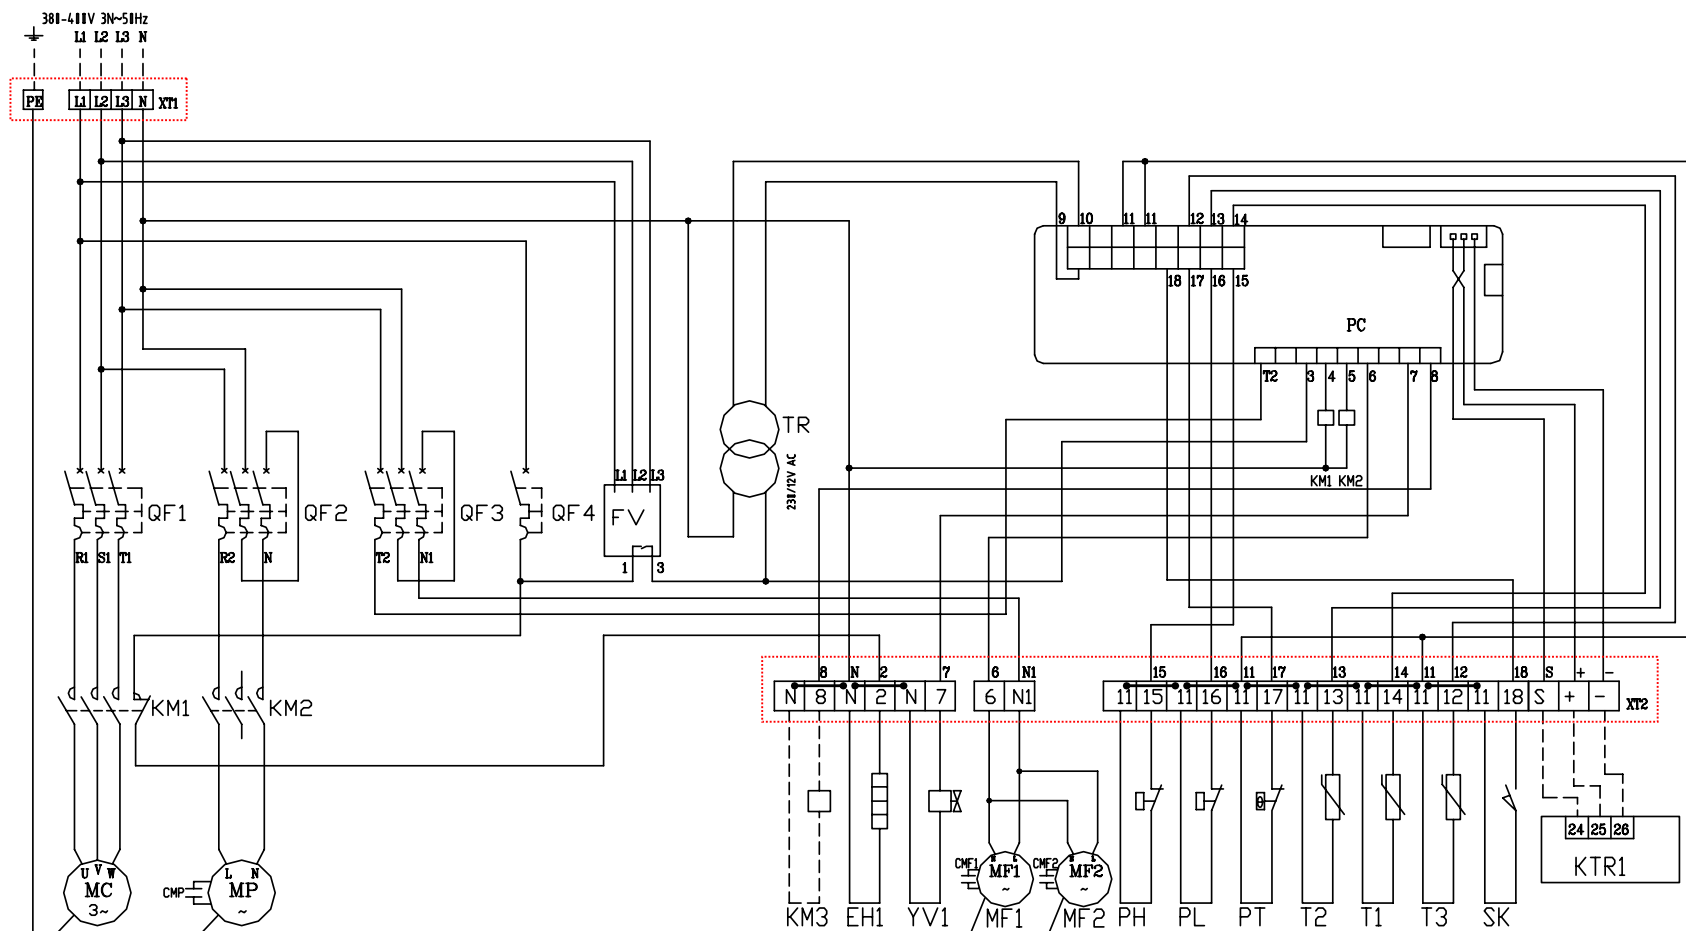 380-400V 3N~50Hz
L1 L2 L3 N
PE L1 L2 L3 N XT1
9 10 11 11 12 13 14
18 17 16 15
PC
T2 3 4 5 6 7 8
TR
230/12V AC
KM1 KM2
L1 L2 L3
QF1 QF2 QF3 QF4 FV
R1 S1 T1 R2 N T2 N1
1 3
8 N 2 7 6 N1 15 16 11 17 13 14 11 12 18 S + -
N 8 N 2 N 7 6 N1 11 15 11 16 11 17 11 13 11 14 11 12 11 18 S + -
XT2
KM1 KM2
24 25 26
KTR1
U V W
MC
3~
CMP
L N
MP
~
CMF1
MF1
~
CMF2
MF2
~
KM3 EH1 YV1 MF1 MF2 PH PL PT T2 T1 T3 SK